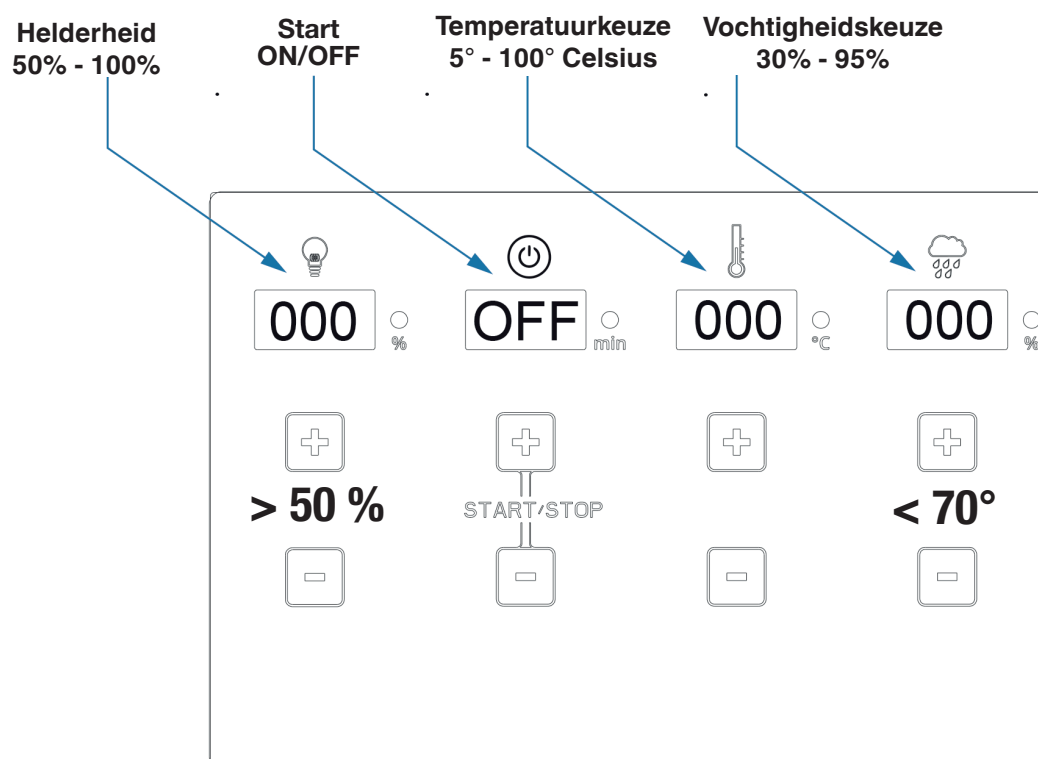 Helderheid
50% - 100%
Start
ON/OFF
Temperatuurkeuze
5° - 100° Celsius
Vochtigheidskeuze
30% - 95%
000 %
OFF min
000 °C
000 %
> 50 %
START/STOP
< 70°